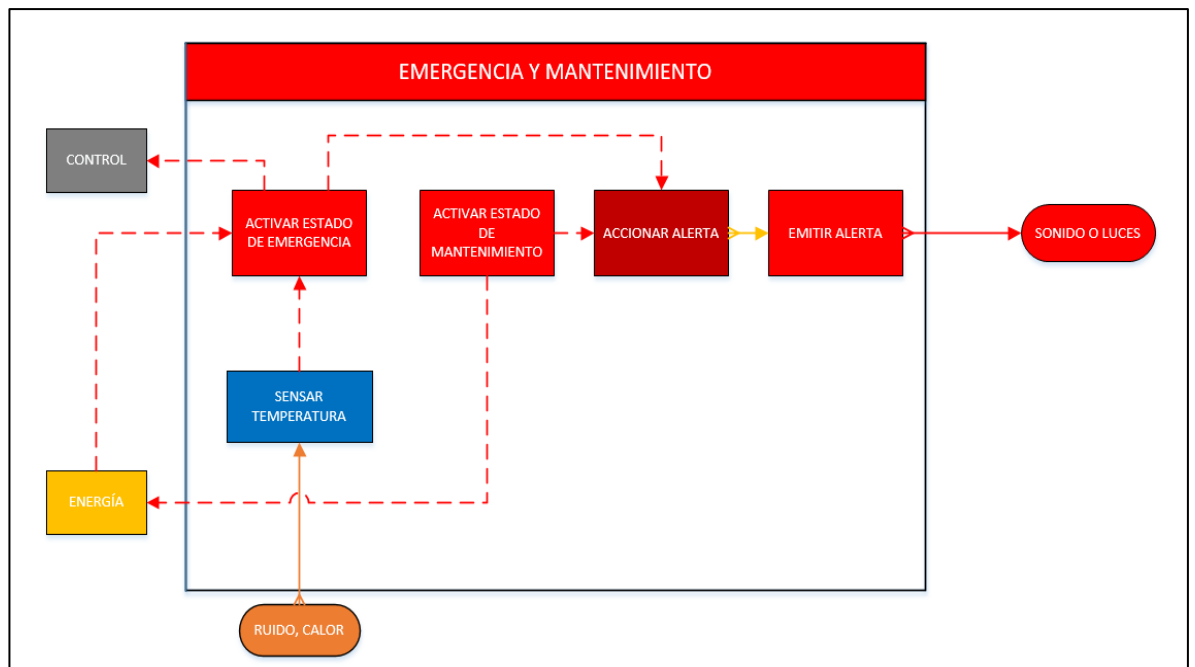 EMERGENCIA Y MANTENIMIENTO
CONTROL
ACTIVAR ESTADO
DE EMERGENCIA
ACTIVAR ESTADO
DE
MANTENIMIENTO
ACCIONAR ALERTA
EMITIR ALERTA
SONIDO O LUCES
SENSAR
TEMPERATURA
ENERGÍA
RUIDO, CALOR